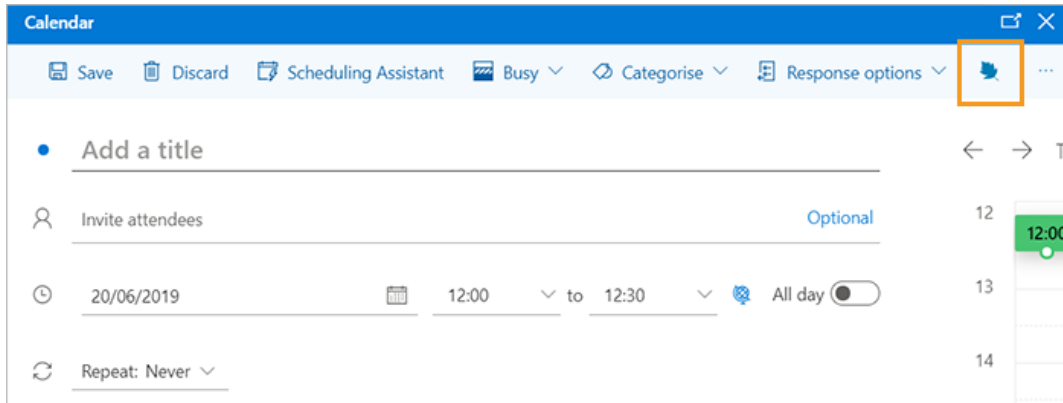 Calendar
Save Discard Scheduling Assistant Busy Categorise Response options ...
Add a title
Invite attendees Optional
20/06/2019 12:00 to 12:30 All day
Repeat: Never
12
12:00
13
14